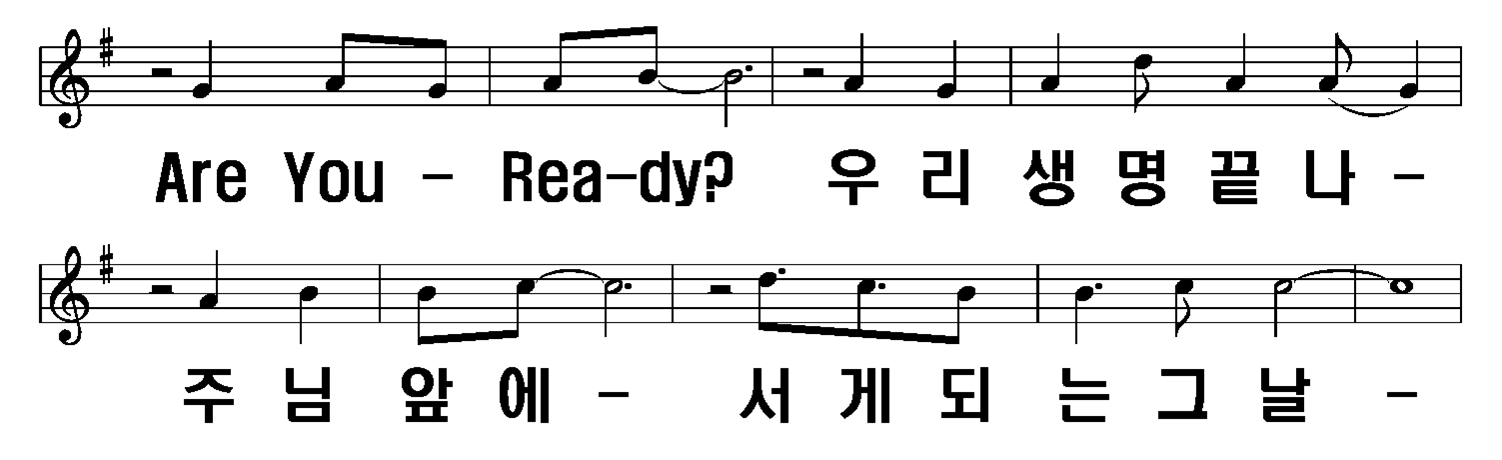 Are You - Rea-dy? 우 리 생 명 끝 나 -
주 님 앞 에 - 서 게 되 는 그 날 -